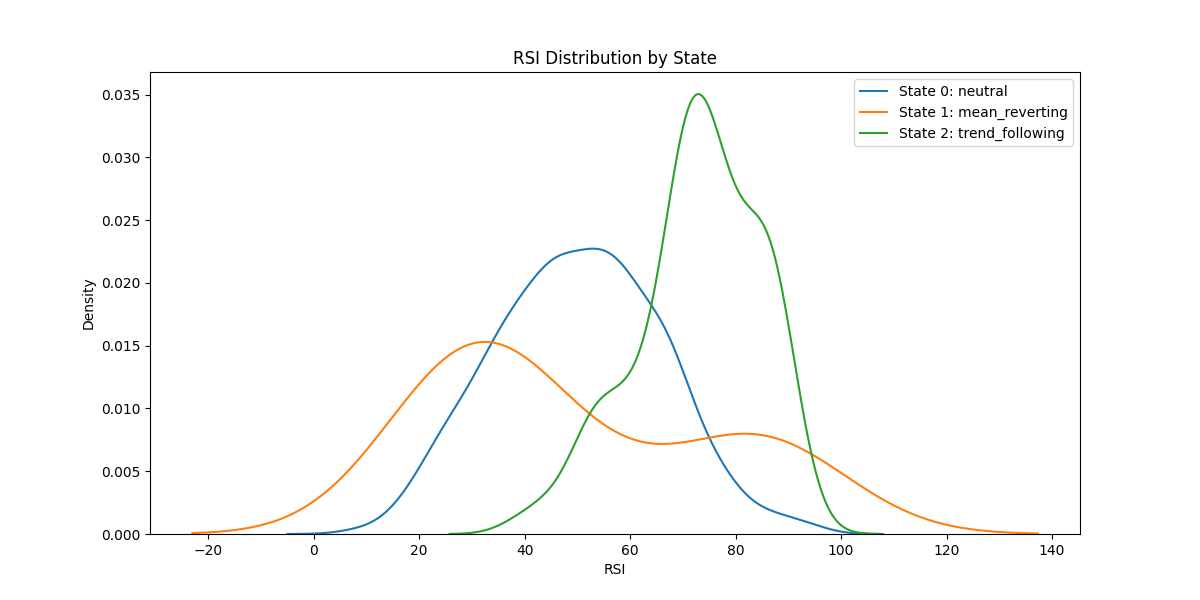 RSI Distribution by State
State 0: neutral
State 1: mean_reverting
State 2: trend_following
Density
0.035
0.030
0.025
0.020
0.015
0.010
0.005
0.000
−20
0
20
40
60
80
100
120
140
RSI